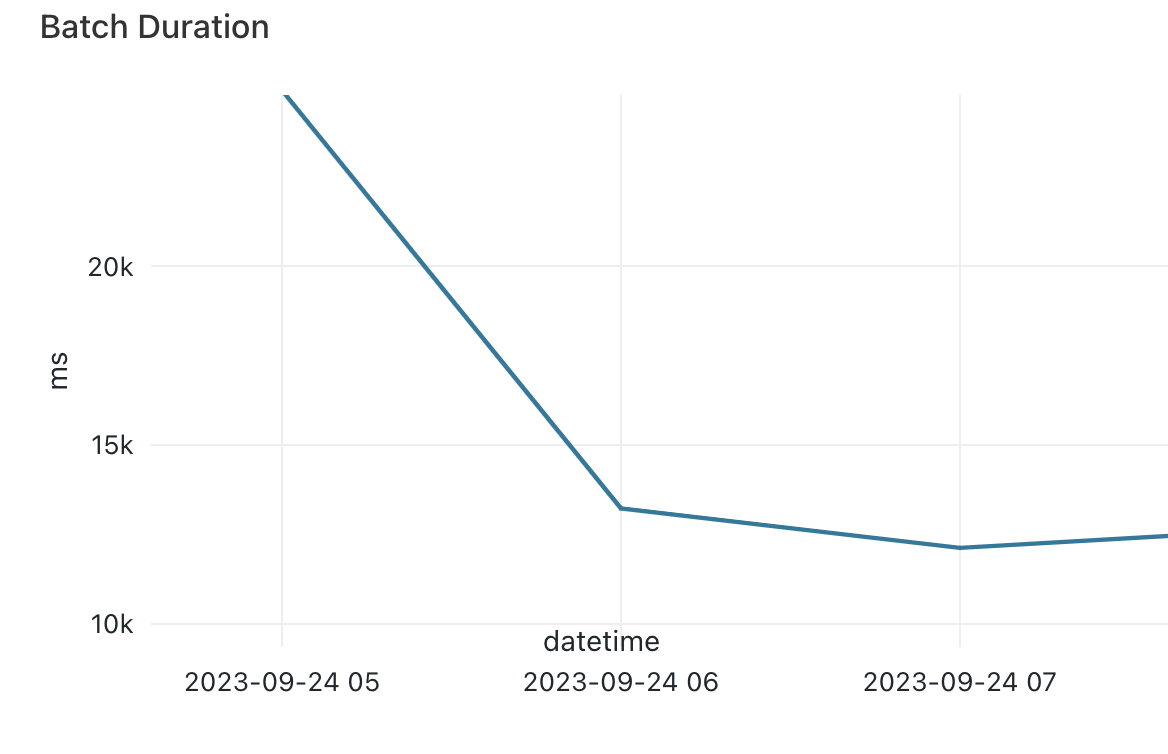 Batch Duration
20k
ms
15k
10k
datetime
2023-09-24 05
2023-09-24 06
2023-09-24 07